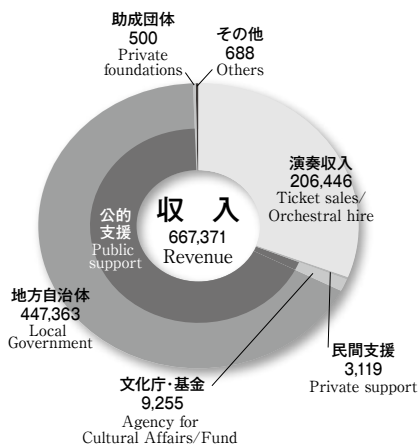 助成団体
500
Private
foundations
その他
688
Others
演奏収入
206,446
Ticket sales/
Orchestral hire
公的
支援
Public
support
収 入
667,371
Revenue
地方自治体
447,363
Local
Government
民間支援
3,119
Private support
文化庁・基金
9,255
Agency for
Cultural Affairs/Fund